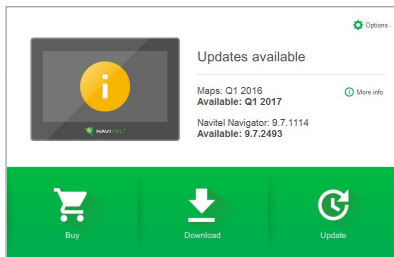 Options
Updates available
Maps: Q1 2016
Available: Q1 2017
More info
Navitel Navigator: 9.7.1114
Available: 9.7.2493
NAVITEL
Buy
Download
Update